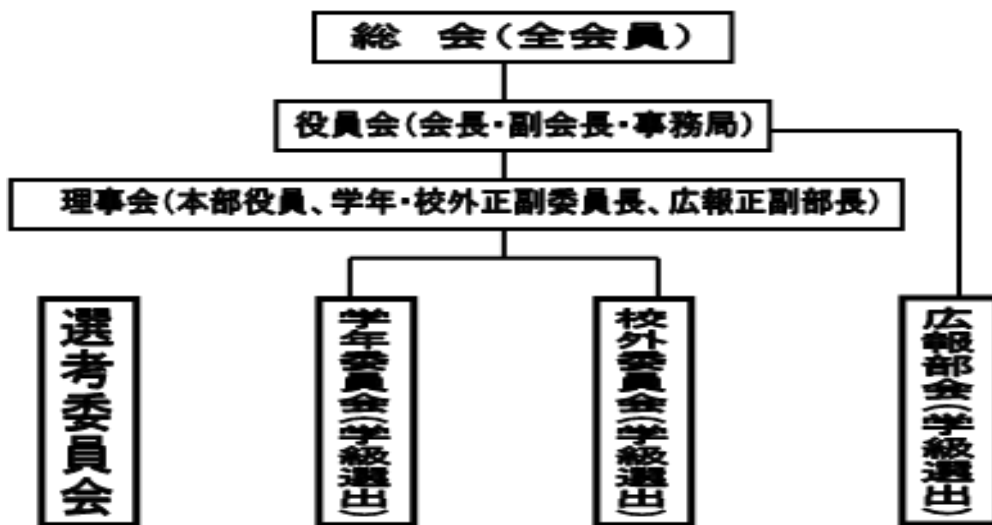 総　会(全会員)
役員会(会長・副会長・事務局)
理事会(本部役員、学年・校外正副委員長、広報正副部長)
選考委員会
学年委員会(学級選出)
校外委員会(学級選出)
広報部会(学級選出)